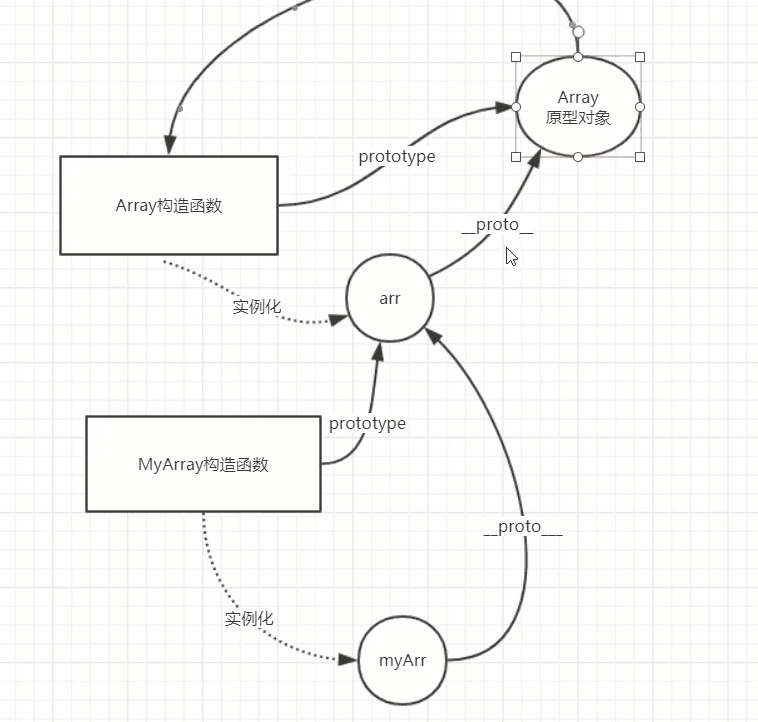 Array
原型对象
prototype
Array构造函数
__proto__
arr
实例化
prototype
MyArray构造函数
__proto___
实例化
myArr